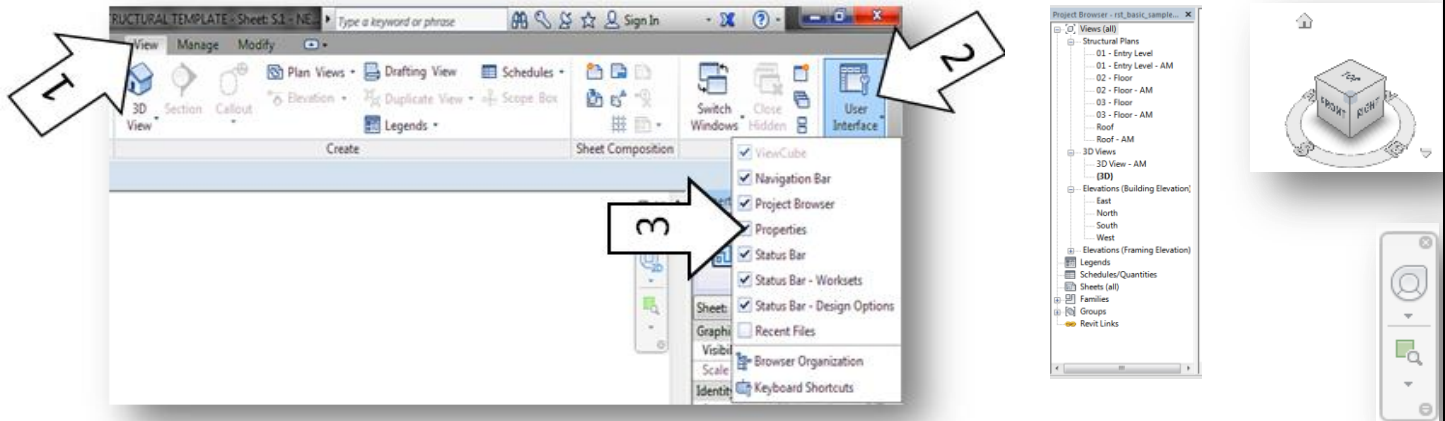 RUCTURAL TEMPLATE - Sheet: S.1 - NE...
Type a keyword or phrase
Sign In
View Manage Modify
1
2
3D
View
Section
Callout
Plan Views
Elevation
Drafting View
Duplicate View
Legends
Schedules
Scope Box
Switch
Windows
Close
Hidden
User
Interface
Create
Sheet Composition
ViewCube
Navigation Bar
Project Browser
Properties
Status Bar
Status Bar - Worksets
Status Bar - Design Options
Recent Files
Browser Organization
Keyboard Shortcuts
3
Sheet:
Graphi
Visibil
Scale
Identit
Project Browser - rst_basic_sample...
Views (all)
Structural Plans
01 - Entry Level
01 - Entry Level - AM
02 - Floor
02 - Floor - AM
03 - Floor
03 - Floor - AM
Roof
Roof - AM
3D Views
3D View - AM
{3D}
Elevations (Building Elevation)
East
North
South
West
Elevations (Framing Elevation)
Legends
Schedules/Quantities
Sheets (all)
Families
Groups
Revit Links
TOP
FRONT
RIGHT
S